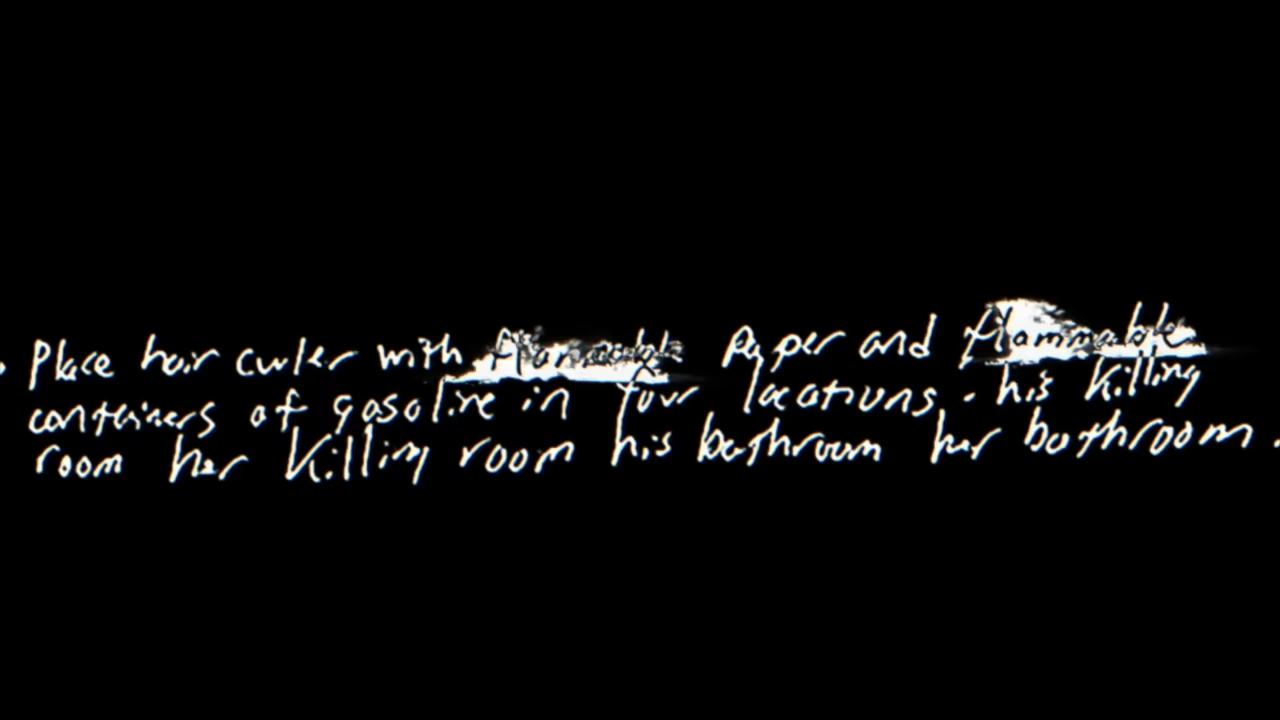 . Place hair curler with flammable paper and flammable
containers of gasoline in four locations - his killing
room her killing room his bathroom her bathroom.